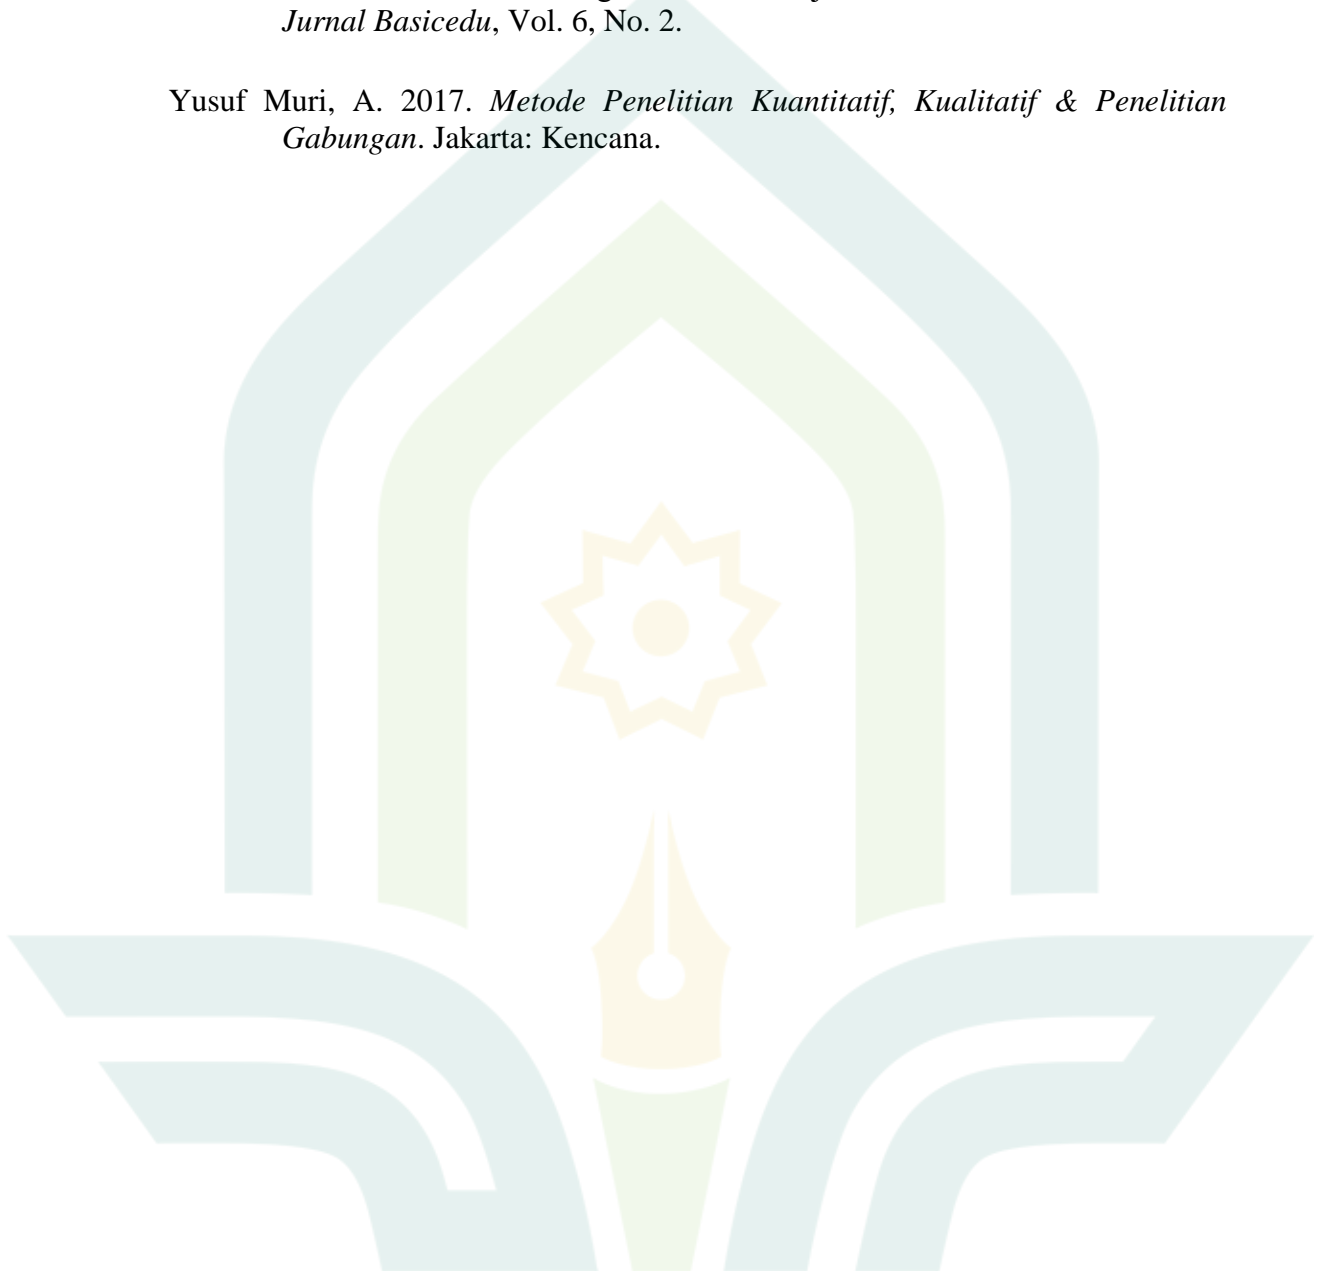 Jurnal Basicedu, Vol. 6, No. 2.
Yusuf Muri, A. 2017. Metode Penelitian Kuantitatif, Kualitatif & Penelitian
Gabungan. Jakarta: Kencana.